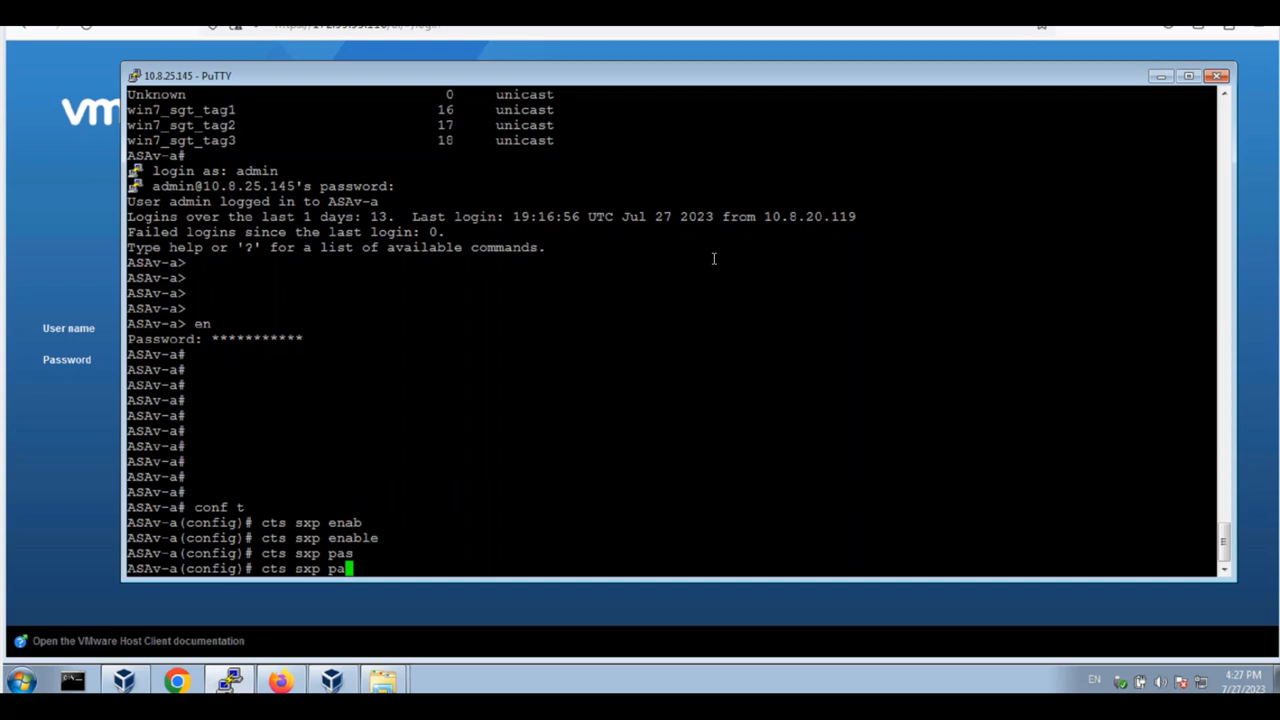 vm
10.8.25.145 - PuTTY
Unknown 0 unicast
win7_sgt_tag1 16 unicast
win7_sgt_tag2 17 unicast
win7_sgt_tag3 18 unicast
ASAv-a#
login as: admin
admin@10.8.25.145's password:
User admin logged in to ASAv-a
Logins over the last 1 days: 13. Last login: 19:16:56 UTC Jul 27 2023 from 10.8.20.119
Failed logins since the last login: 0.
Type help or '?' for a list of available commands.
ASAv-a>
ASAv-a>
ASAv-a>
ASAv-a>
ASAv-a> en
Password: ***********
ASAv-a#
ASAv-a#
ASAv-a#
ASAv-a#
ASAv-a#
ASAv-a#
ASAv-a#
ASAv-a#
ASAv-a#
ASAv-a#
ASAv-a# conf t
ASAv-a(config)# cts sxp enab
ASAv-a(config)# cts sxp enable
ASAv-a(config)# cts sxp pas
ASAv-a(config)# cts sxp pa
User name
Password
Open the VMware Host Client documentation
EN
4:27 PM
7/27/2023